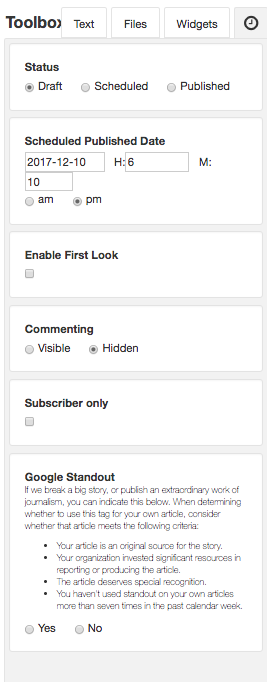 Toolbox Text Files Widgets
Status
Draft Scheduled Published
Scheduled Published Date
2017-12-10 H: 6 M:
10
am pm
Enable First Look
Commenting
Visible Hidden
Subscriber only
Google Standout
If we break a big story, or publish an extraordinary work of
journalism, you can indicate this below. When determining
whether to use this tag for your own article, consider
whether that article meets the following criteria:
• Your article is an original source for the story.
• Your organization invested significant resources in
reporting or producing the article.
• The article deserves special recognition.
• You haven't used standout on your own articles
more than seven times in the past calendar week.
Yes No